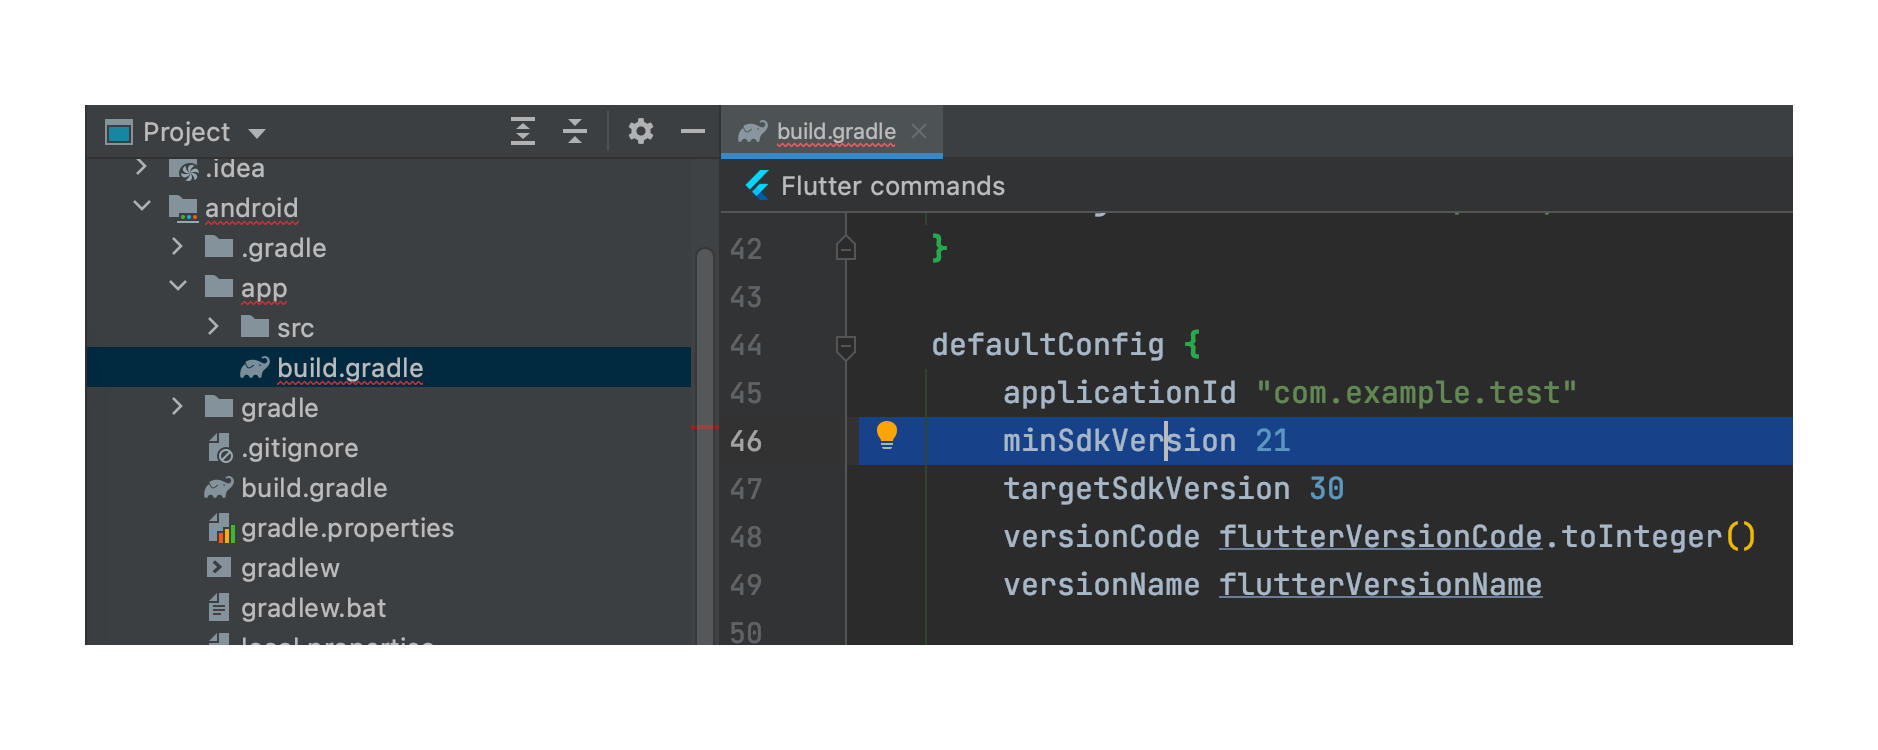 Project
.idea
android
.gradle
app
src
build.gradle
gradle
.gitignore
build.gradle
gradle.properties
gradlew
gradlew.bat
local.properties
build.gradle
Flutter commands
42 }
43
44 defaultConfig {
45 applicationId "com.example.test"
46 minSdkVersion 21
47 targetSdkVersion 30
48 versionCode flutterVersionCode.toInteger()
49 versionName flutterVersionName
50